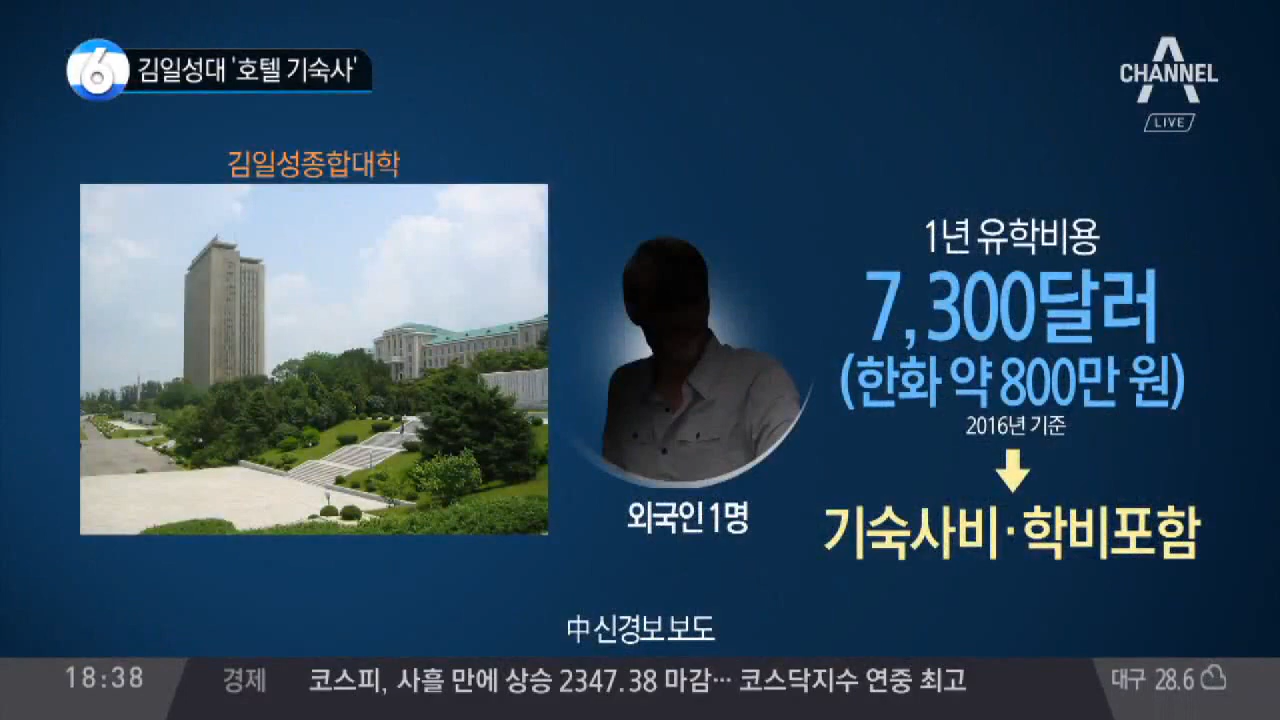 6 김일성대 '호텔 기숙사'
CHANNEL A
LIVE
김일성종합대학
1년 유학비용
7,300달러
(한화 약 800만 원)
2016년 기준
외국인 1명
기숙사비·학비포함
中 신경보 보도
18:38 경제 코스피, 사흘 만에 상승 2347.38 마감… 코스닥지수 연중 최고 대구 28.6